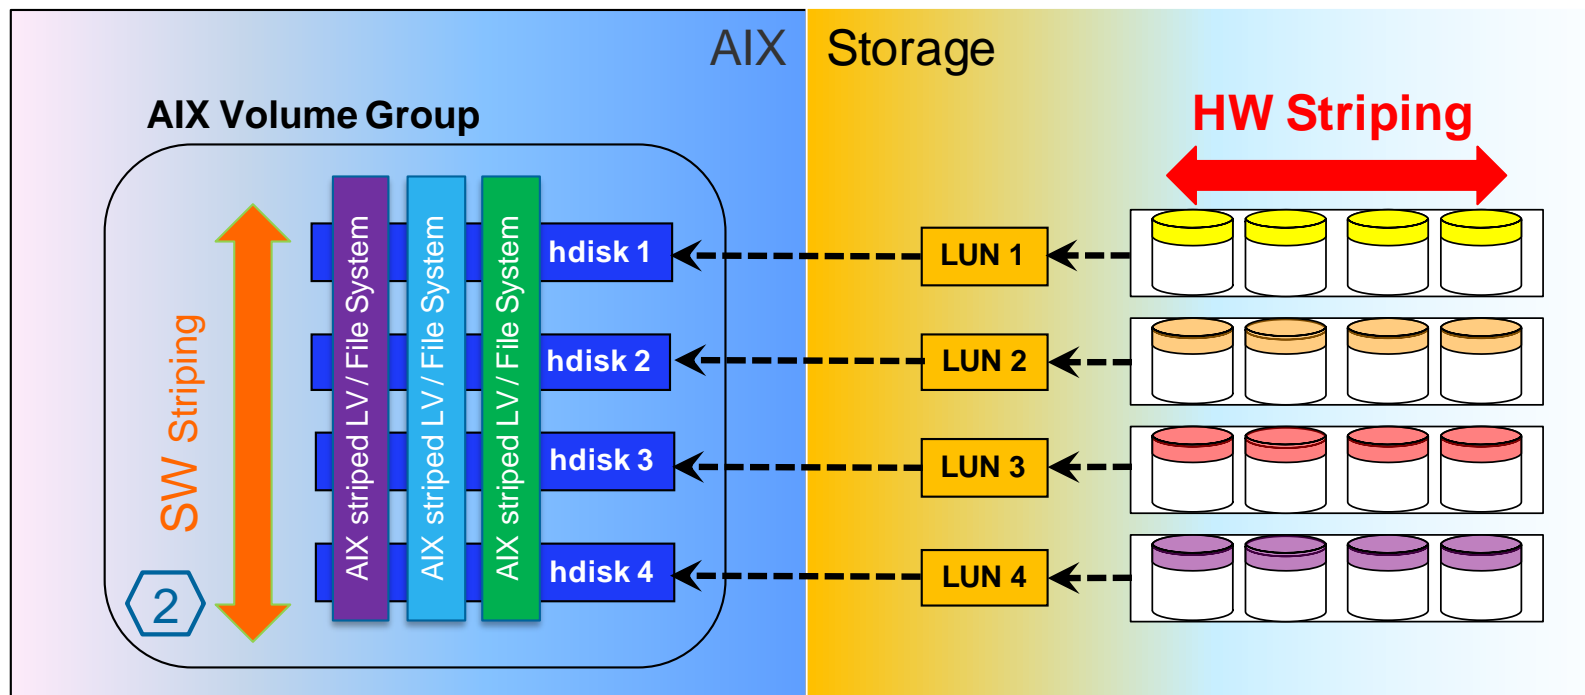 AIX
Storage
AIX Volume Group
HW Striping
SW Striping
AIX striped LV / File System
AIX striped LV / File System
AIX striped LV / File System
hdisk 1
LUN 1
hdisk 2
LUN 2
hdisk 3
LUN 3
hdisk 4
LUN 4
2